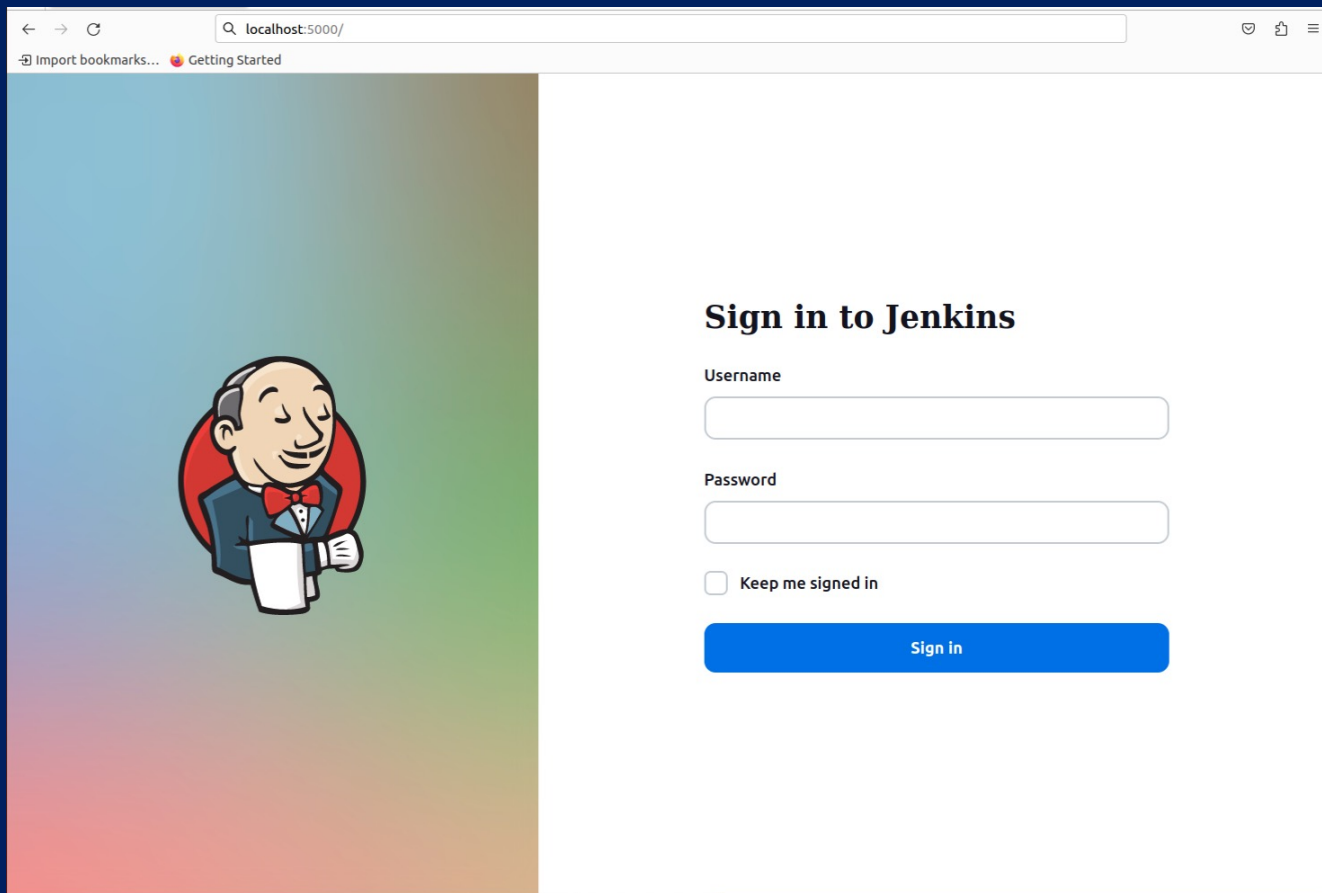 localhost:5000/
Import bookmarks... Getting Started
Sign in to Jenkins
Username
Password
Keep me signed in
Sign in